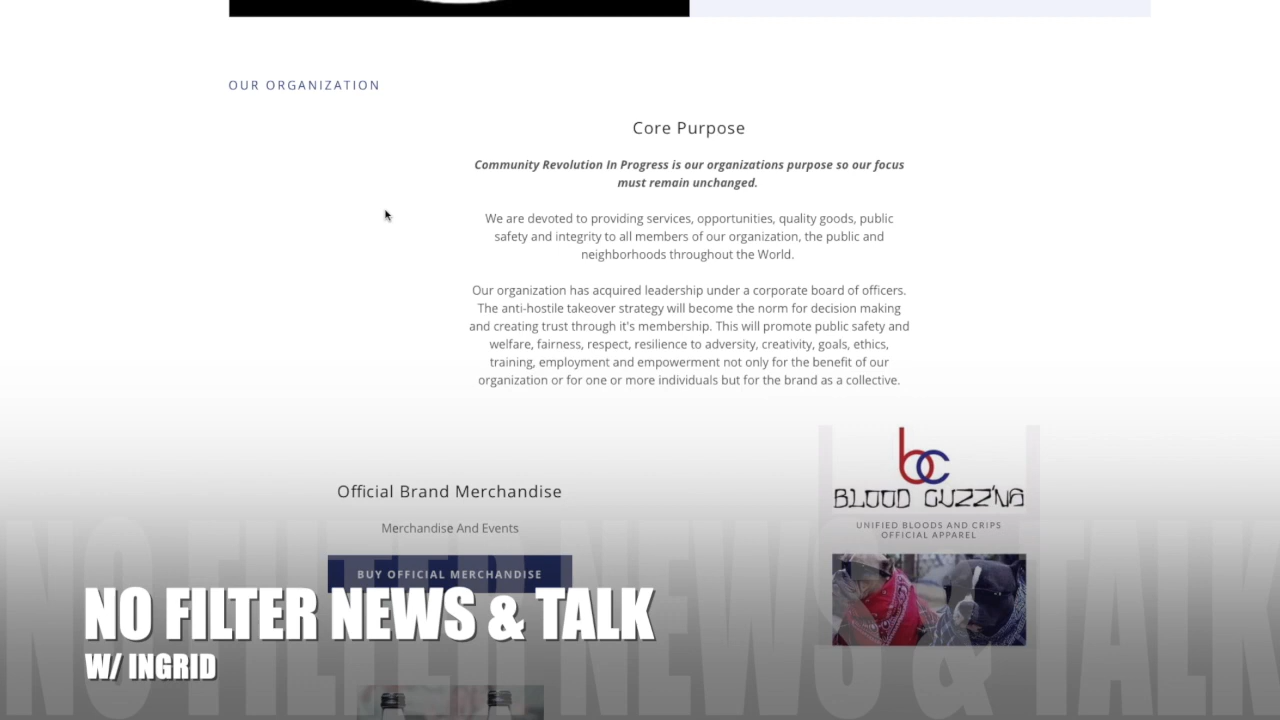 OUR ORGANIZATION
Core Purpose
Community Revolution In Progress is our organizations purpose so our focus
must remain unchanged.
We are devoted to providing services, opportunities, quality goods, public
safety and integrity to all members of our organization, the public and
neighborhoods throughout the World.
Our organization has acquired leadership under a corporate board of officers.
The anti-hostile takeover strategy will become the norm for decision making
and creating trust through it's membership. This will promote public safety and
welfare, fairness, respect, resilience to adversity, creativity, goals, ethics,
training, employment and empowerment not only for the benefit of our
organization or for one or more individuals but for the brand as a collective.
Official Brand Merchandise
Merchandise And Events
BUY OFFICIAL MERCHANDISE
bc
BLOOD CUZZ'NG
UNIFIED BLOODS AND CRIPS
OFFICIAL APPAREL
NO FILTER NEWS & TALK
NO FILTER NEWS & TALK
W/ INGRID